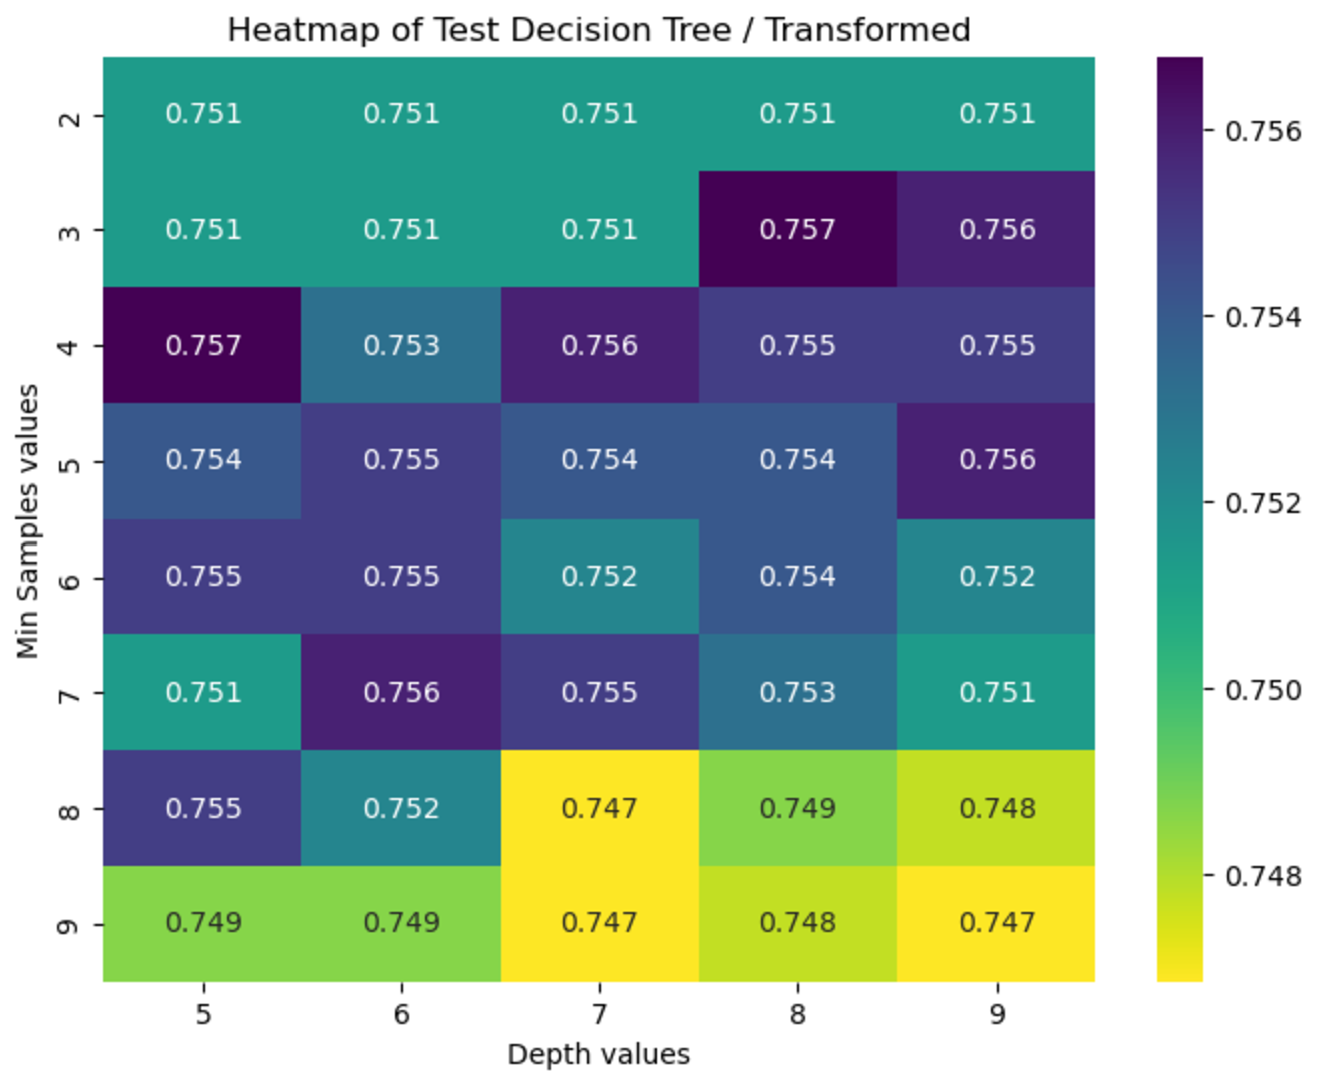 Heatmap of Test Decision Tree / Transformed
2 0.751 0.751 0.751 0.751 0.751
3 0.751 0.751 0.751 0.757 0.756
4 0.757 0.753 0.756 0.755 0.755
5 0.754 0.755 0.754 0.754 0.756
6 0.755 0.755 0.752 0.754 0.752
7 0.751 0.756 0.755 0.753 0.751
8 0.755 0.752 0.747 0.749 0.748
9 0.749 0.749 0.747 0.748 0.747
5 6 7 8 9
Depth values
Min Samples values
0.756
0.754
0.752
0.750
0.748